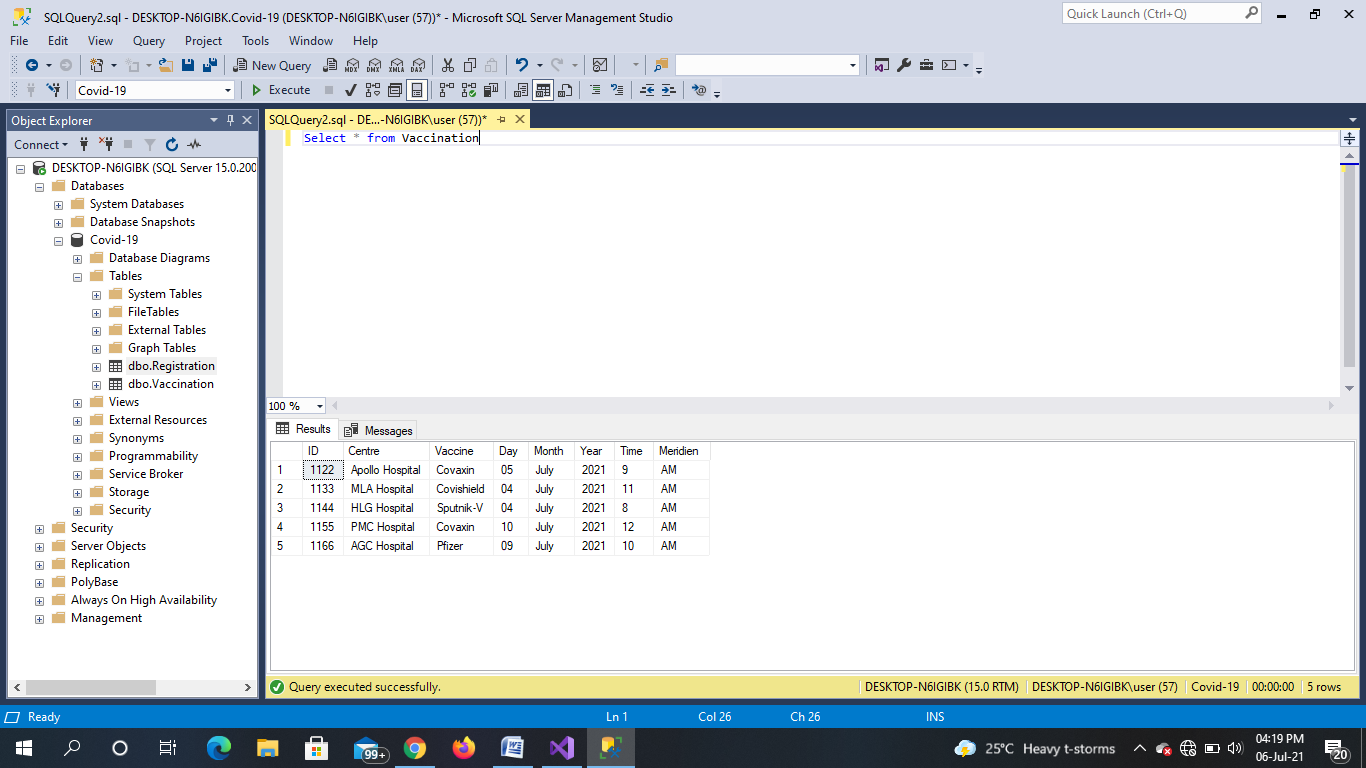 SQLQuery2.sql - DESKTOP-N6IGIBK.Covid-19 (DESKTOP-N6IGIBK\user (57))* - Microsoft SQL Server Management Studio
Quick Launch (Ctrl+Q)
File Edit View Query Project Tools Window Help
New Query MDX DMX XMLA DAX
Covid-19 Execute
Object Explorer
SQLQuery2.sql - DE...-N6IGIBK\user (57))*
Connect
Select * from Vaccination
DESKTOP-N6IGIBK (SQL Server 15.0.200
Databases
System Databases
Database Snapshots
Covid-19
Database Diagrams
Tables
System Tables
FileTables
External Tables
Graph Tables
dbo.Registration
dbo.Vaccination
Views
External Resources
Synonyms
Programmability
Service Broker
Storage
Security
Security
Server Objects
Replication
PolyBase
Always On High Availability
Management
100 %
Results Messages
ID Centre Vaccine Day Month Year Time Meridien
1 1122 Apollo Hospital Covaxin 05 July 2021 9 AM
2 1133 MLA Hospital Covishield 04 July 2021 11 AM
3 1144 HLG Hospital Sputnik-V 04 July 2021 8 AM
4 1155 PMC Hospital Covaxin 10 July 2021 12 AM
5 1166 AGC Hospital Pfizer 09 July 2021 10 AM
Query executed successfully. DESKTOP-N6IGIBK (15.0 RTM) DESKTOP-N6IGIBK\user (57) Covid-19 00:00:00 5 rows
Ready Ln 1 Col 26 Ch 26 INS
99+
25°C Heavy t-storms
04:19 PM
06-Jul-21
20